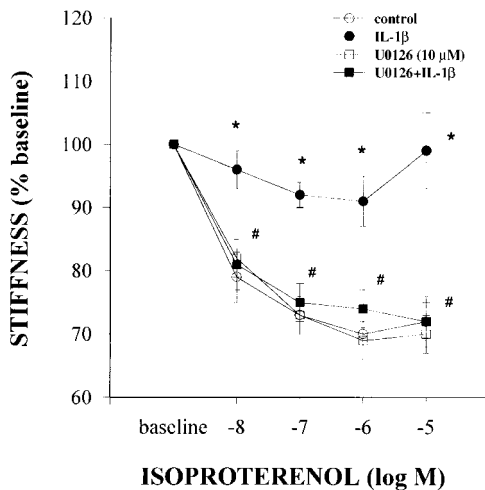 control
IL-1β
U0126 (10 μM)
U0126+IL-1β
STIFFNESS (% baseline)
120
110
100
90
80
70
60
*
*
*
*
#
#
#
#
baseline -8 -7 -6 -5
ISOPROTERENOL (log M)